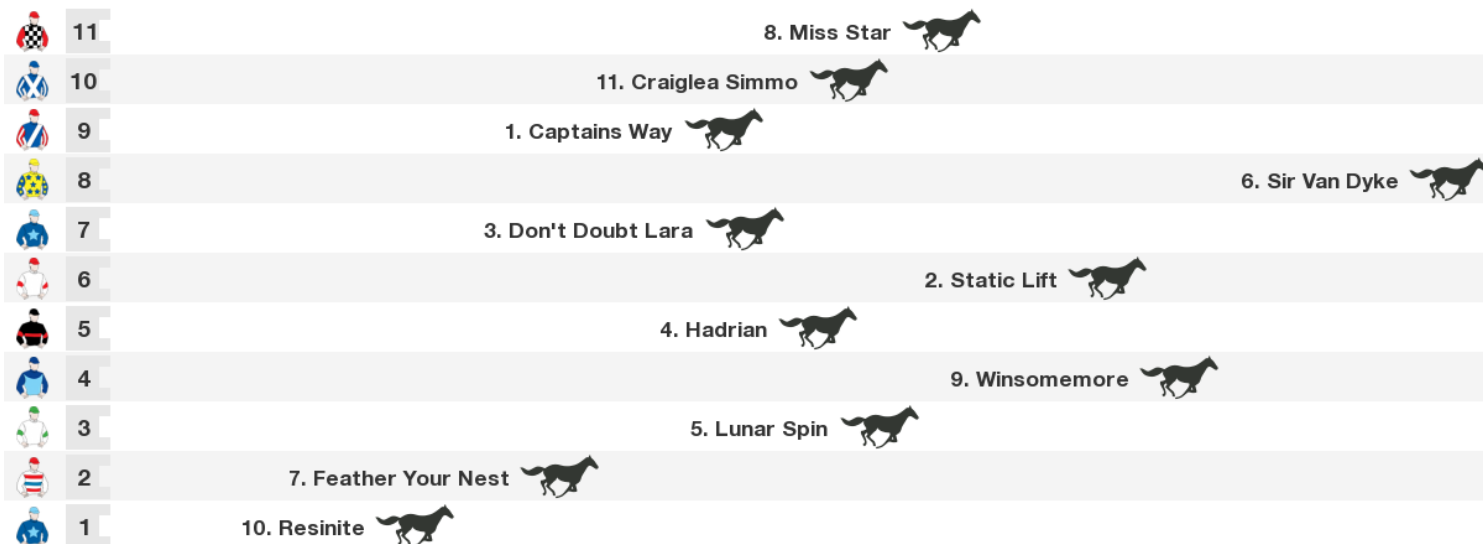 11 8. Miss Star
10 11. Craiglea Simmo
9 1. Captains Way
8 6. Sir Van Dyke
7 3. Don't Doubt Lara
6 2. Static Lift
5 4. Hadrian
4 9. Winsomemore
3 5. Lunar Spin
2 7. Feather Your Nest
1 10. Resinite